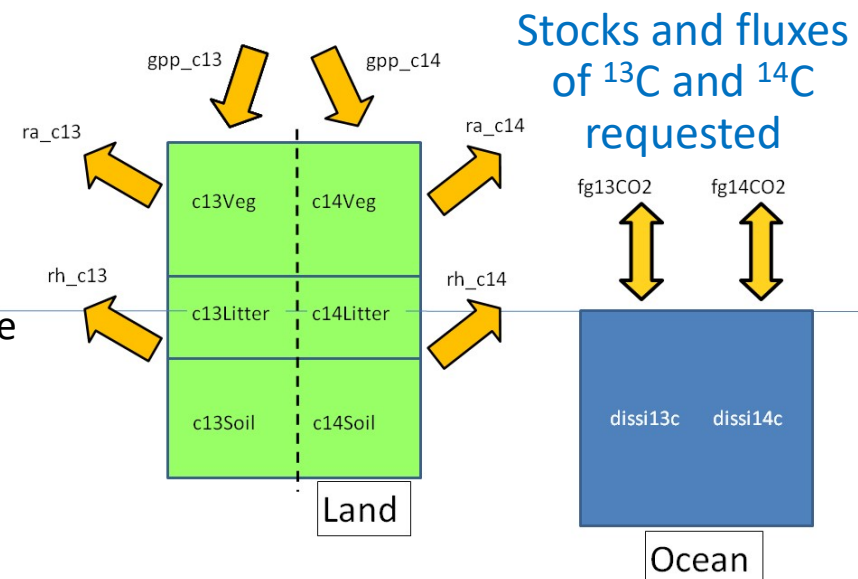 Stocks and fluxes
of ¹³C and ¹⁴C
requested
gpp_c13
gpp_c14
ra_c13
ra_c14
c13Veg
c14Veg
fg13CO2
fg14CO2
rh_c13
rh_c14
e
c13Litter
c14Litter
c13Soil
c14Soil
dissi13c
dissi14c
Land
Ocean